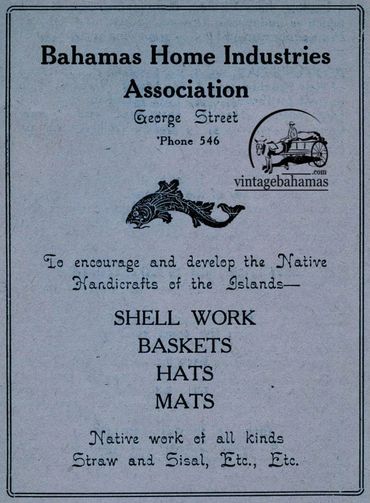 Bahamas Home Industries
Association
George Street
'Phone 546
.com
vintagebahamas
To encourage and develop the Native
Handicrafts of the Islands—
SHELL WORK
BASKETS
HATS
MATS
Native work of all kinds
Straw and Sisal, Etc., Etc.